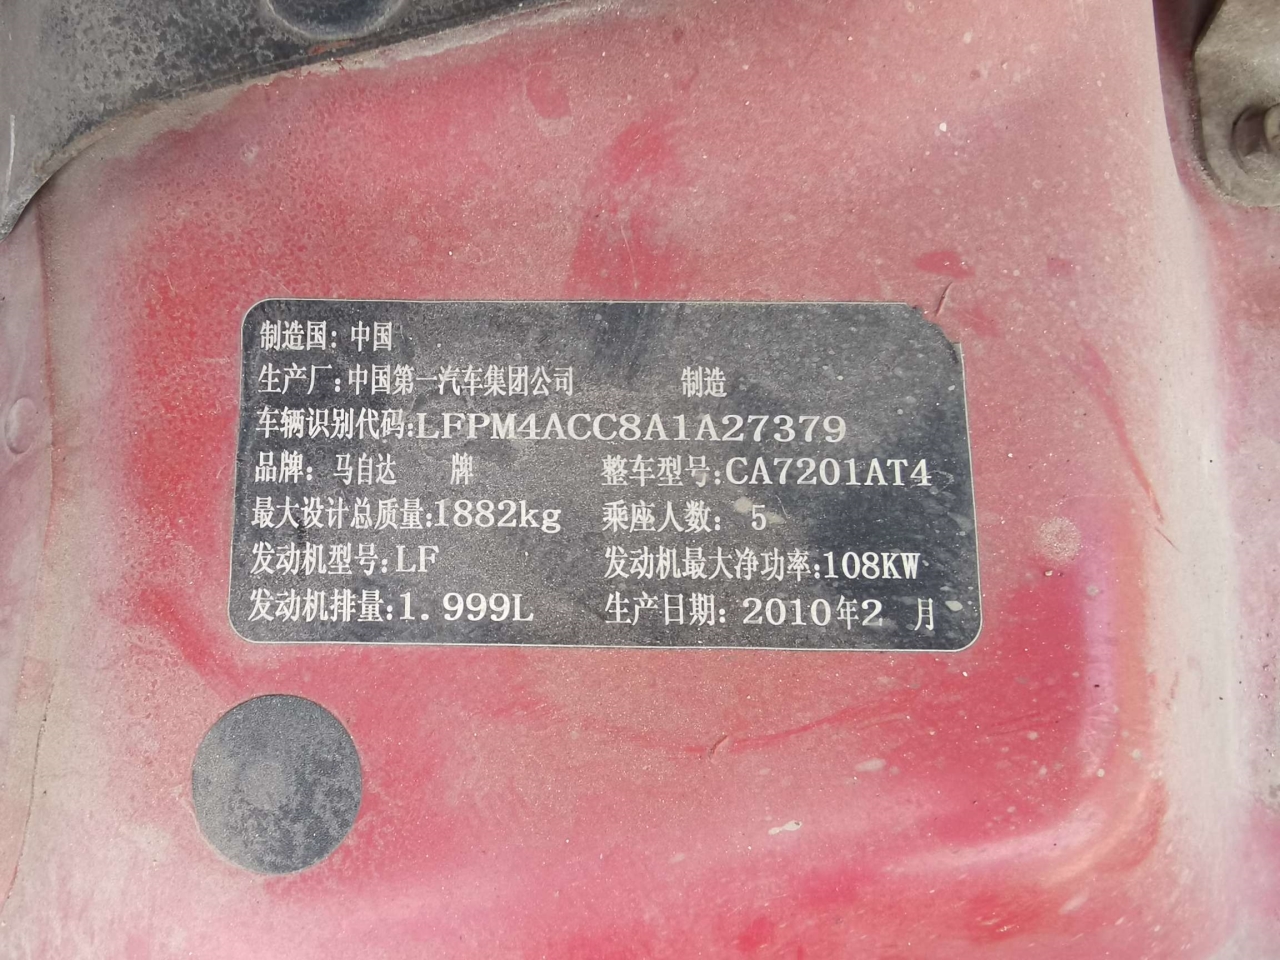 制造国：中国
生产厂：中国第一汽车集团公司 制造
车辆识别代码：LFPM4ACC8A1A27379
品牌：马自达 牌 整车型号：CA7201AT4
最大设计总质量：1882kg 乘座人数：5
发动机型号：LF 发动机最大净功率：108KW
发动机排量：1.999L 生产日期：2010年2 月